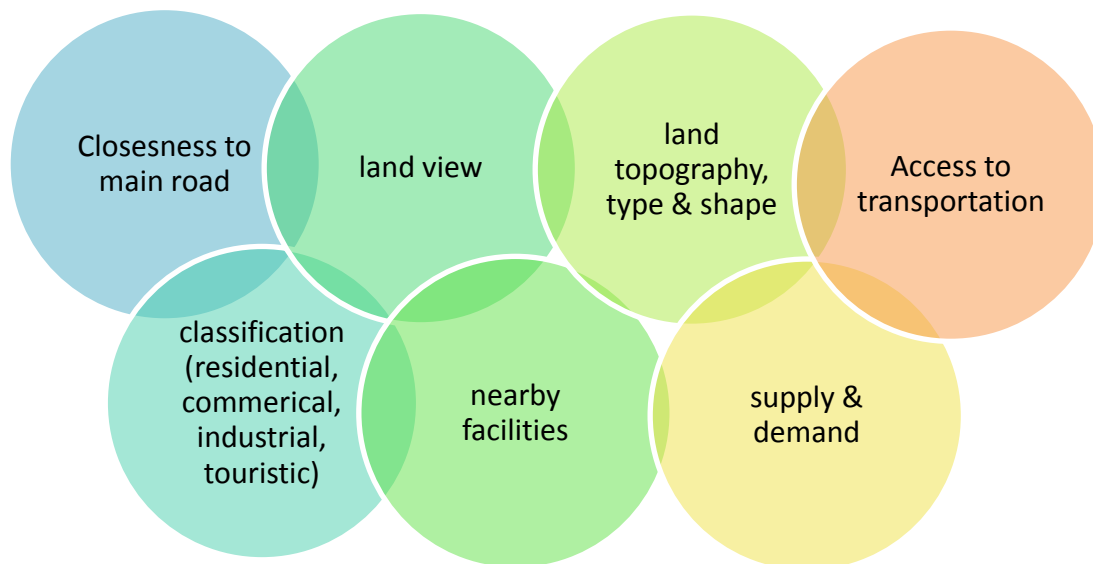 Closesness to
main road
land view
land
topography,
type & shape
Access to
transportation
classification
(residential,
commerical,
industrial,
touristic)
nearby
facilities
supply &
demand